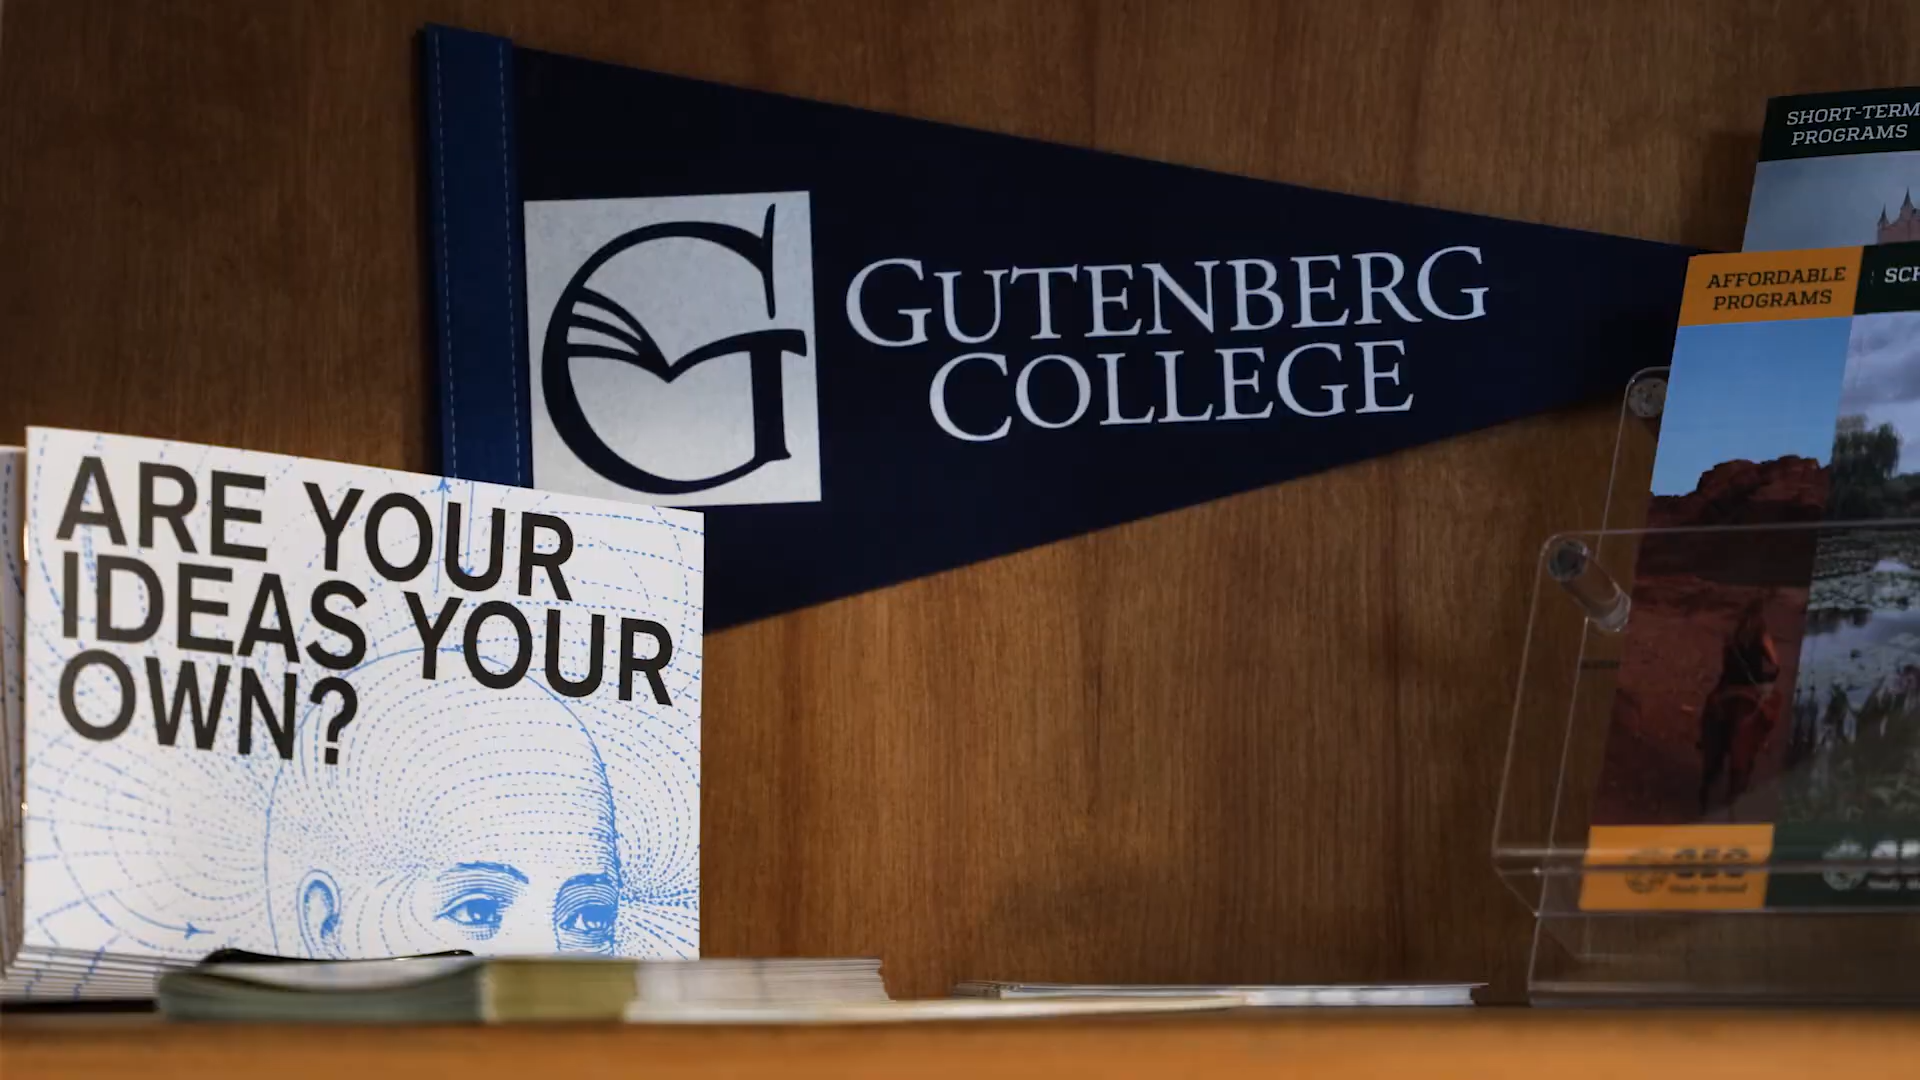 GUTENBERG
COLLEGE
ARE YOUR
IDEAS YOUR
OWN?
SHORT-TERM
PROGRAMS
AFFORDABLE
PROGRAMS